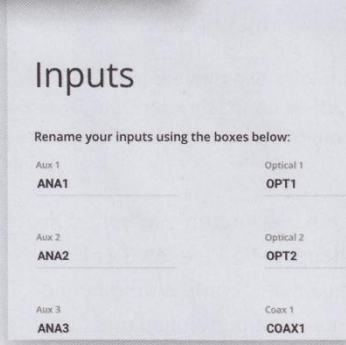 Inputs
Rename your inputs using the boxes below:
Aux 1
ANA1
Optical 1
OPT1
Aux 2
ANA2
Optical 2
OPT2
Aux 3
ANA3
Coax 1
COAX1